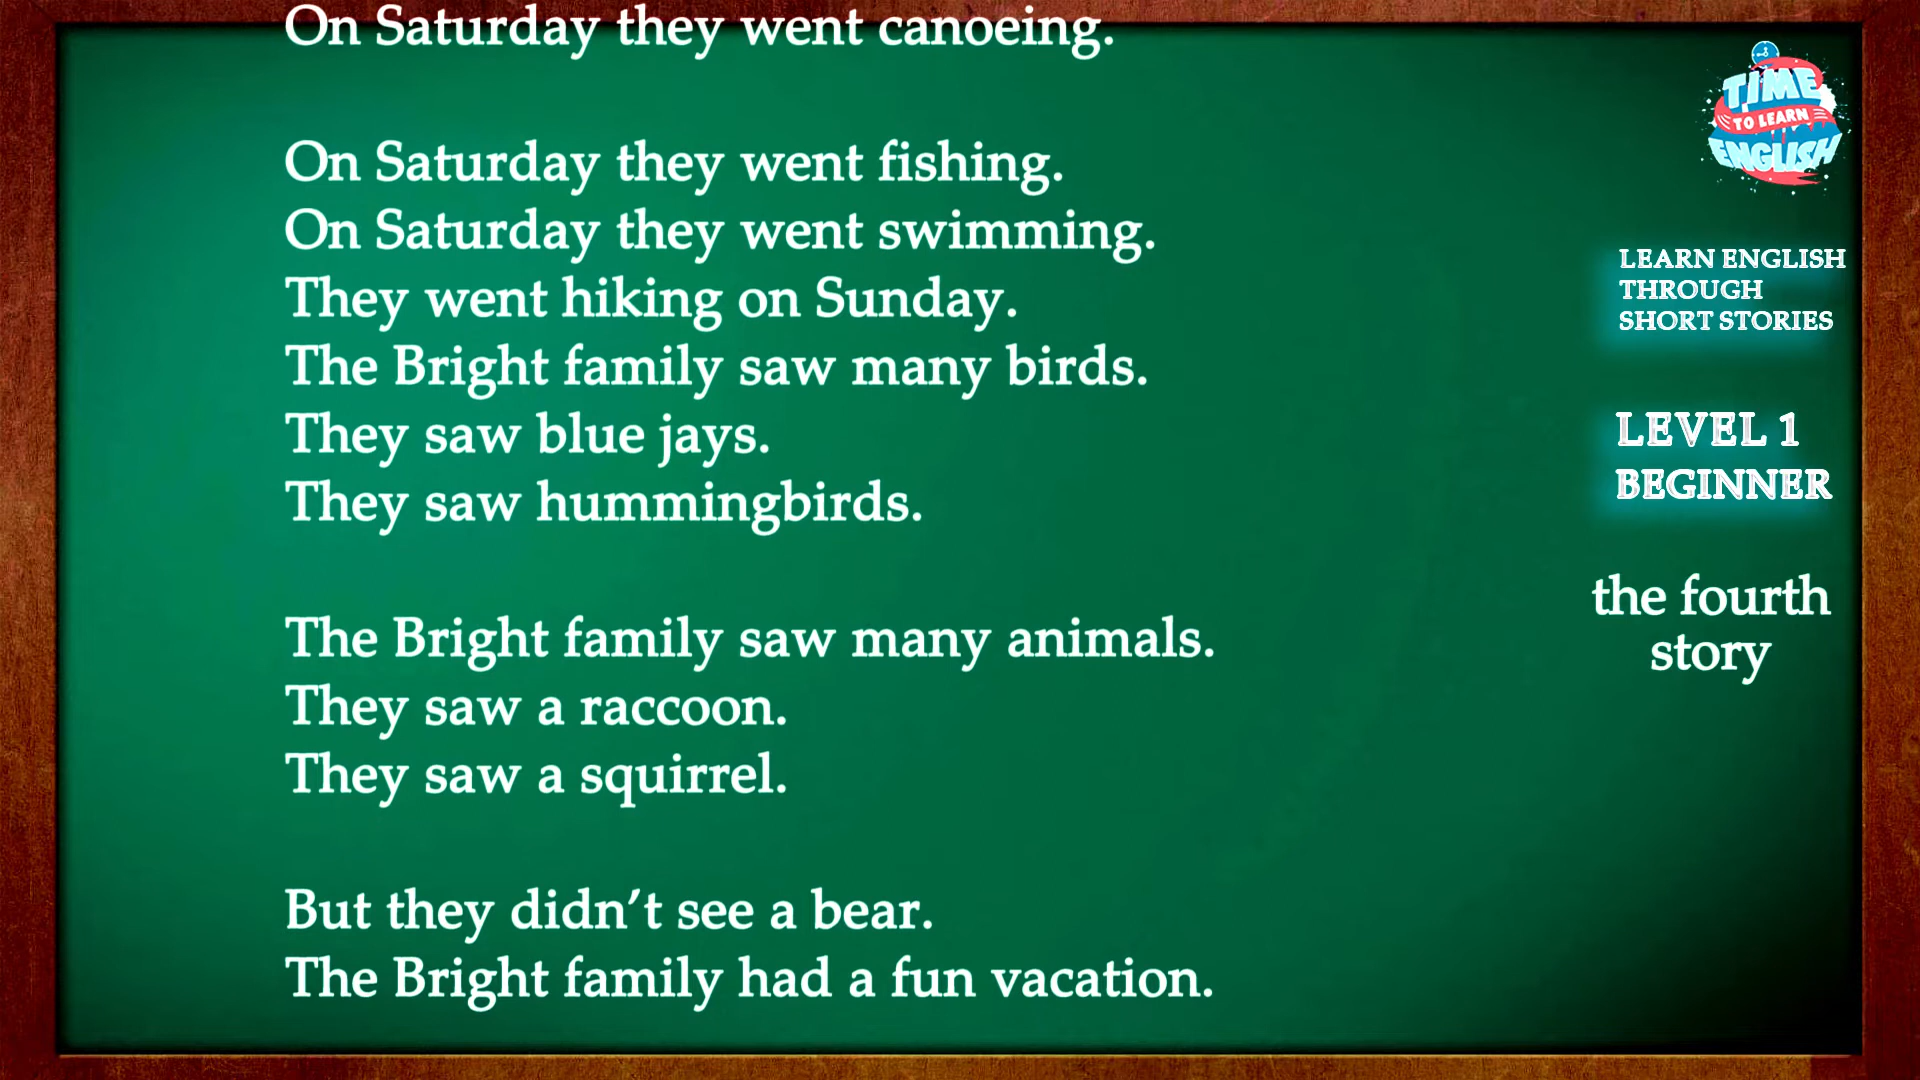 On Saturday they went canoeing.
On Saturday they went fishing.
On Saturday they went swimming.
They went hiking on Sunday.
The Bright family saw many birds.
They saw blue jays.
They saw hummingbirds.
The Bright family saw many animals.
They saw a raccoon.
They saw a squirrel.
But they didn’t see a bear.
The Bright family had a fun vacation.
TIME
TO LEARN
ENGLISH
LEARN ENGLISH
THROUGH
SHORT STORIES
LEVEL 1
BEGINNER
the fourth
story